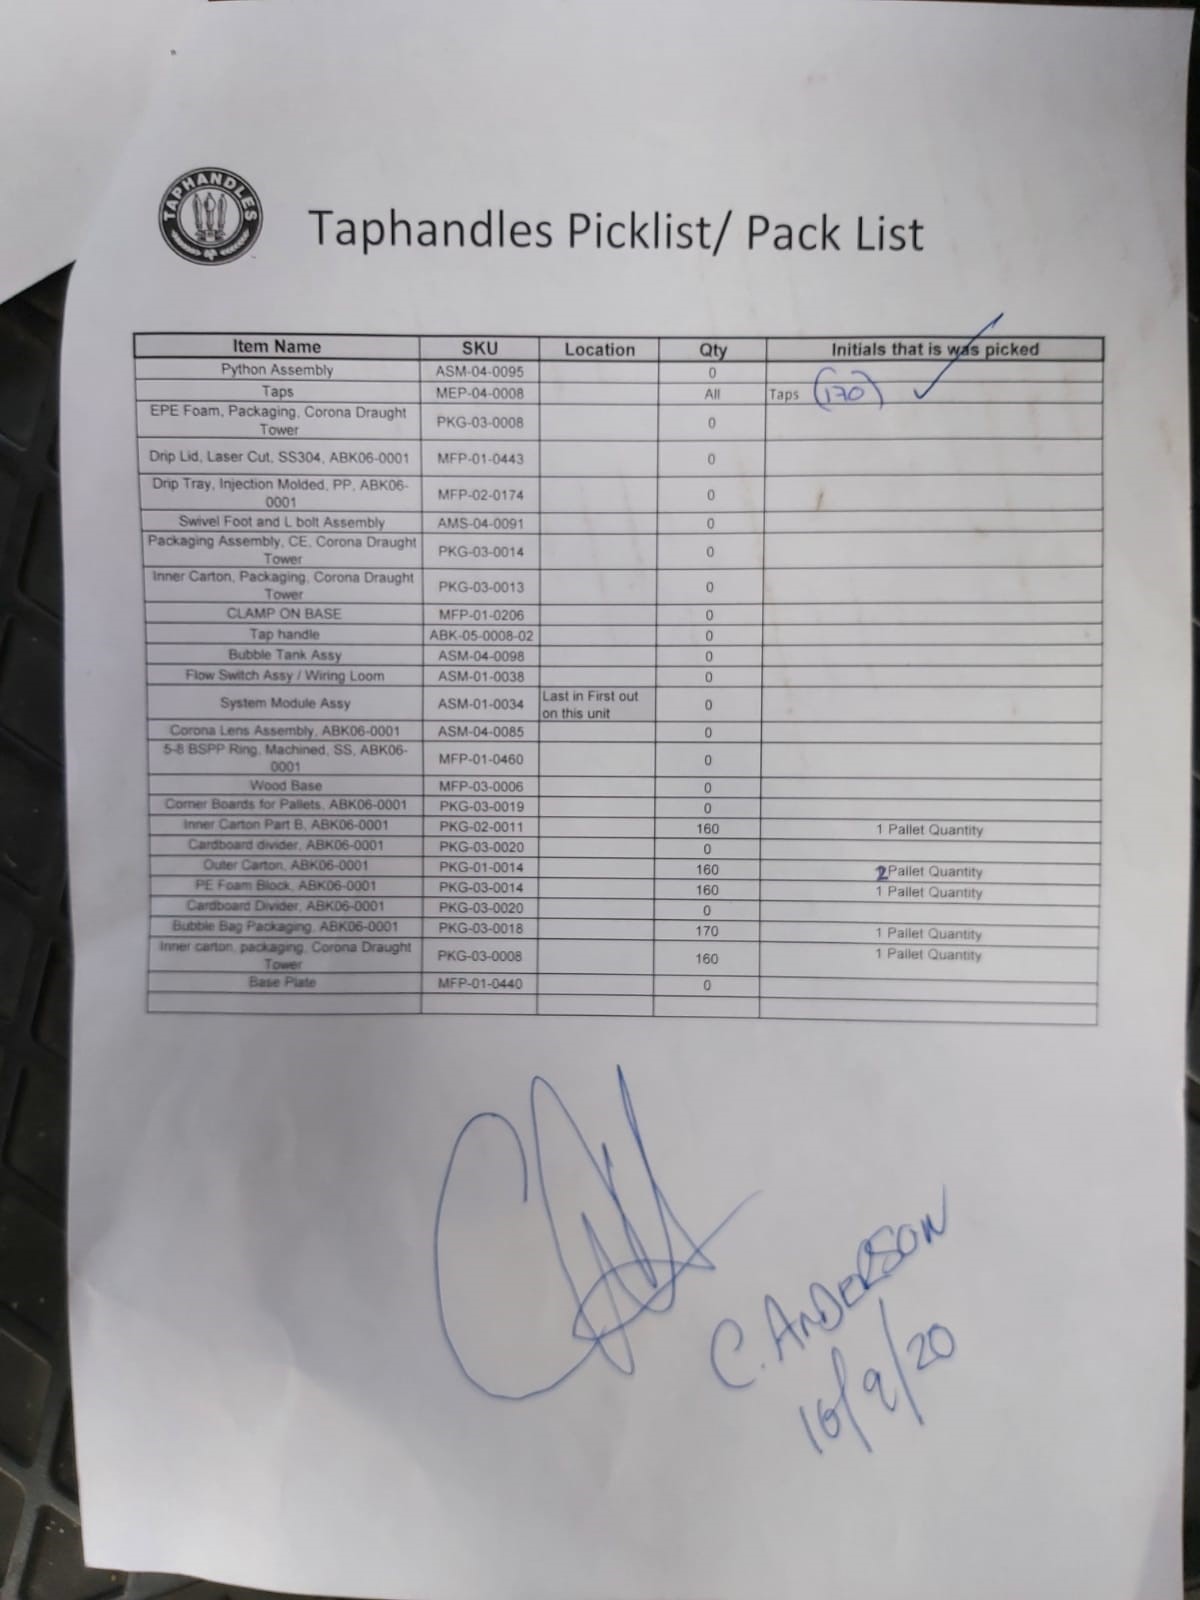 TAPHANDLES
Taphandles Picklist/ Pack List
Item Name SKU Location Qty Initials that is was picked
Python Assembly ASM-04-0095 0
Taps MEP-04-0008 All Taps (170) ✓
EPE Foam, Packaging, Corona Draught
Tower PKG-03-0008 0
Drip Lid, Laser Cut, SS304, ABK06-0001 MFP-01-0443 0
Drip Tray, Injection Molded, PP, ABK06-
0001 MFP-02-0174 0
Swivel Foot and L bolt Assembly AMS-04-0091 0
Packaging Assembly, CE, Corona Draught
Tower PKG-03-0014 0
Inner Carton, Packaging, Corona Draught
Tower PKG-03-0013 0
CLAMP ON BASE MFP-01-0206 0
Tap handle ABK-05-0008-02 0
Bubble Tank Assy ASM-04-0098 0
Flow Switch Assy / Wiring Loom ASM-01-0038 0
System Module Assy ASM-01-0034 Last in First out 0
on this unit
Corona Lens Assembly, ABK06-0001 ASM-04-0085 0
5-8 BSPP Ring, Machined, SS, ABK06-
0001 MFP-01-0460 0
Wood Base MFP-03-0006 0
Corner Boards for Pallets, ABK06-0001 PKG-03-0019 0
Inner Carton Part B, ABK06-0001 PKG-02-0011 160 1 Pallet Quantity
Cardboard divider, ABK06-0001 PKG-03-0020 0
Outer Carton, ABK06-0001 PKG-01-0014 160 2 Pallet Quantity
PE Foam Block, ABK06-0001 PKG-03-0014 160 1 Pallet Quantity
Cardboard Divider, ABK06-0001 PKG-03-0020 0
Bubble Bag Packaging, ABK06-0001 PKG-03-0018 170 1 Pallet Quantity
Inner carton, packaging, Corona Draught
Tower PKG-03-0008 160 1 Pallet Quantity
Base Plate MFP-01-0440 0
C. ANDERSON
10/9/20